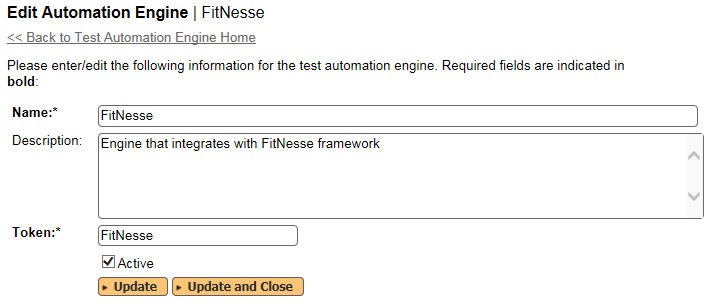 Edit Automation Engine | FitNesse
<< Back to Test Automation Engine Home
Please enter/edit the following information for the test automation engine. Required fields are indicated in
bold:
Name:* FitNesse
Description: Engine that integrates with FitNesse framework
Token:* FitNesse
Active
Update Update and Close